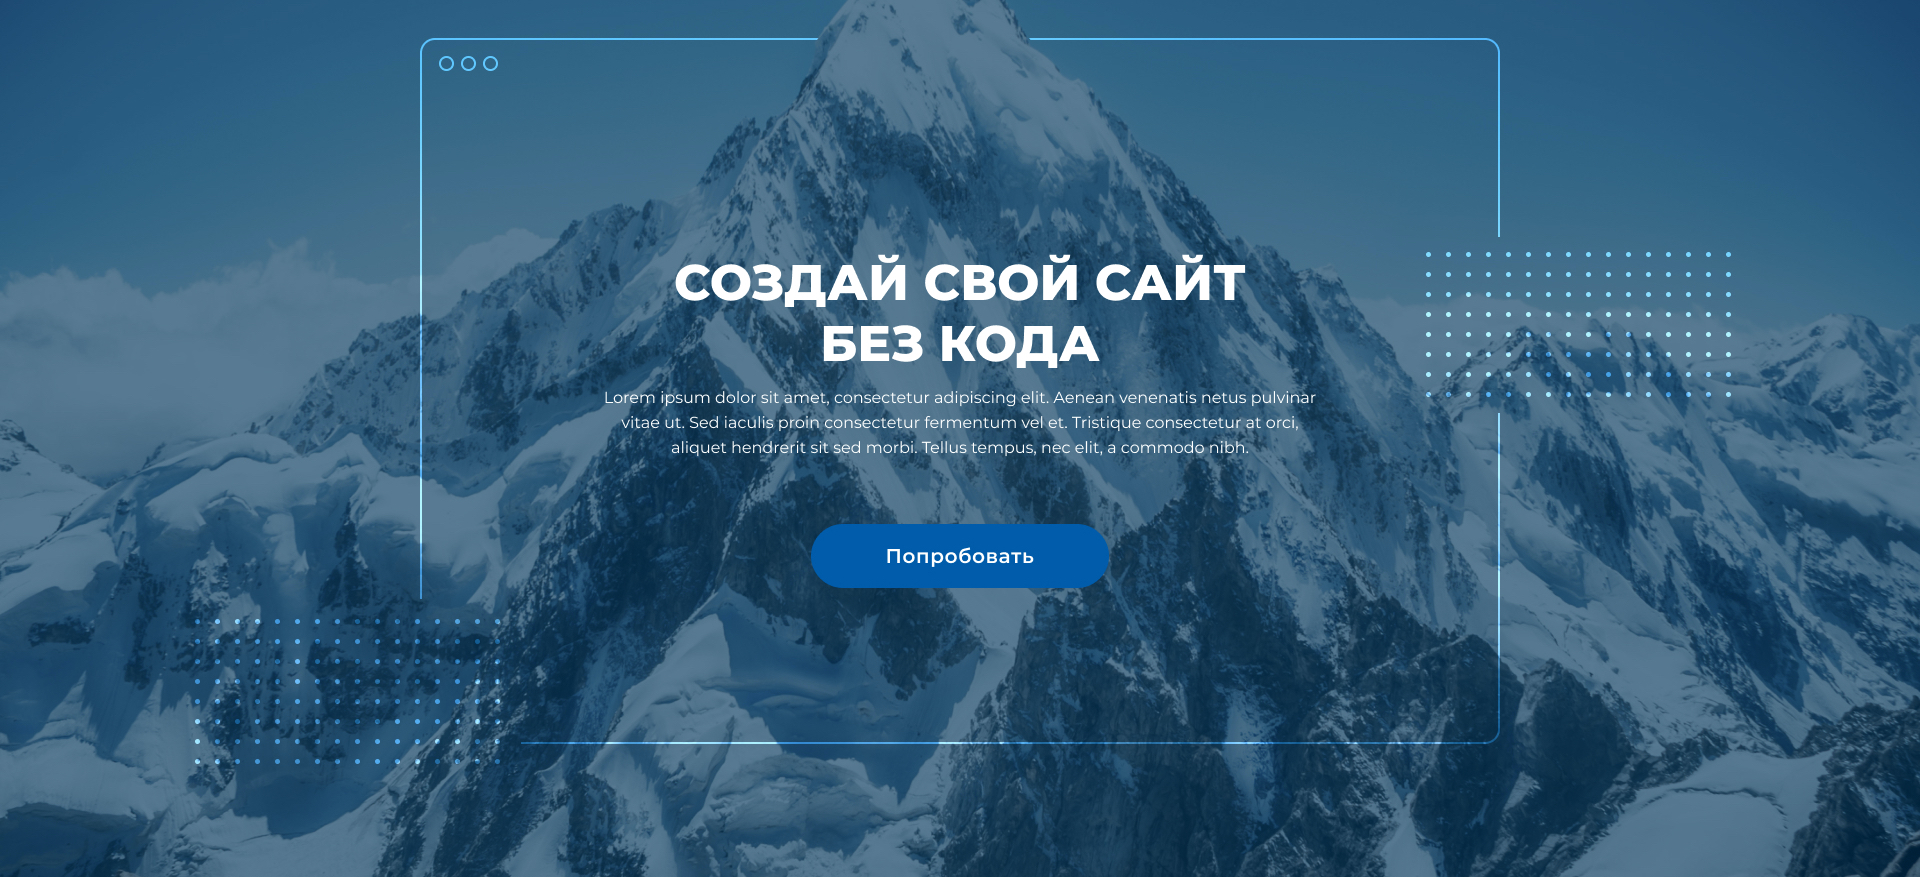 СОЗДАЙ СВОЙ САЙТ
БЕЗ КОДА
Lorem ipsum dolor sit amet, consectetur adipiscing elit. Aenean venenatis netus pulvinar
vitae ut. Sed iaculis proin consectetur fermentum vel et. Tristique consectetur at orci,
aliquet hendrerit sit sed morbi. Tellus tempus, nec elit, a commodo nibh.
Попробовать